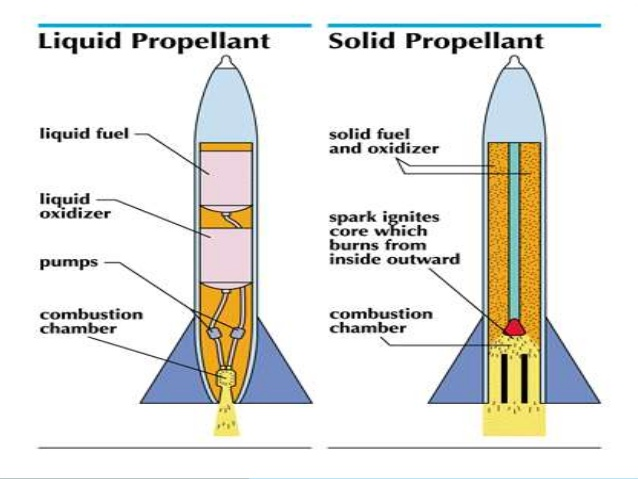 Liquid Propellant
liquid fuel
liquid
oxidizer
pumps
combustion
chamber
Solid Propellant
solid fuel
and oxidizer
spark ignites
core which
burns from
inside outward
combustion
chamber